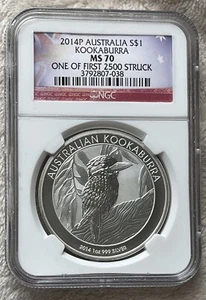 2014P AUSTRALIA S$1
KOOKABURRA
MS 70
ONE OF FIRST 2500 STRUCK
3792807-038
NGC
AUSTRALIAN KOOKABURRA
2014 1oz 999 SILVER